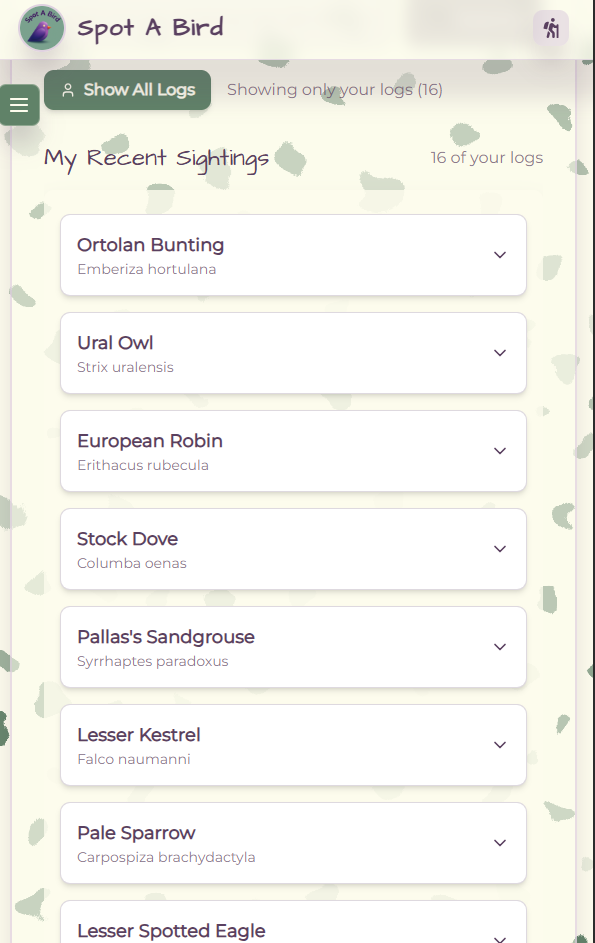 Spot A Bird
Spot A Bird
Show All Logs
Showing only your logs (16)
My Recent Sightings
16 of your logs
Ortolan Bunting
Emberiza hortulana
Ural Owl
Strix uralensis
European Robin
Erithacus rubecula
Stock Dove
Columba oenas
Pallas's Sandgrouse
Syrrhaptes paradoxus
Lesser Kestrel
Falco naumanni
Pale Sparrow
Carpospiza brachydactyla
Lesser Spotted Eagle